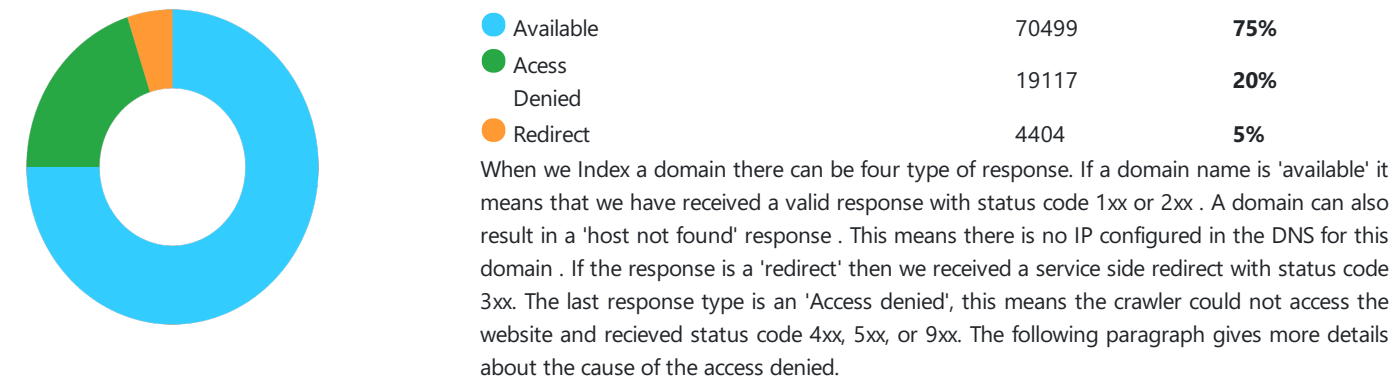 Available 70499 75%
Acess
Denied 19117 20%
Redirect 4404 5%
When we Index a domain there can be four type of response. If a domain name is 'available' it
means that we have received a valid response with status code 1xx or 2xx . A domain can also
result in a 'host not found' response . This means there is no IP configured in the DNS for this
domain . If the response is a 'redirect' then we received a service side redirect with status code
3xx. The last response type is an 'Access denied', this means the crawler could not access the
website and recieved status code 4xx, 5xx, or 9xx. The following paragraph gives more details
about the cause of the access denied.